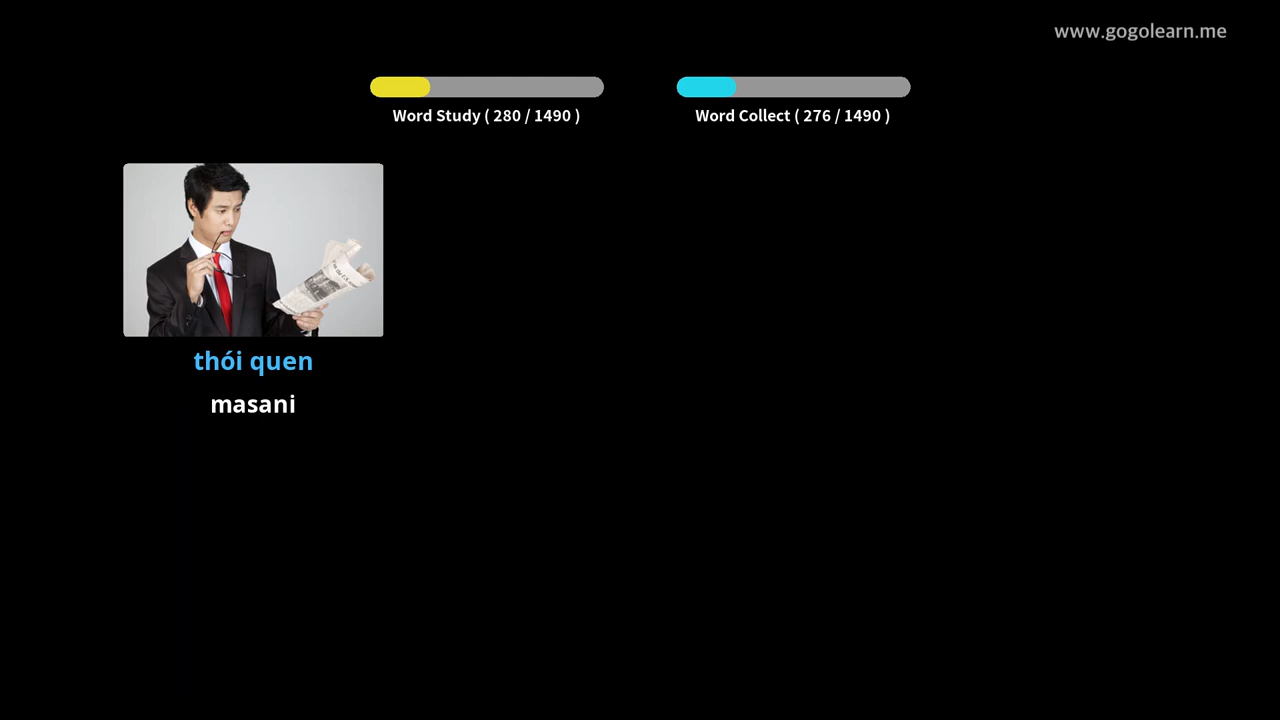 www.gogolearn.me
Word Study ( 280 / 1490 )
Word Collect ( 276 / 1490 )
thói quen
masani